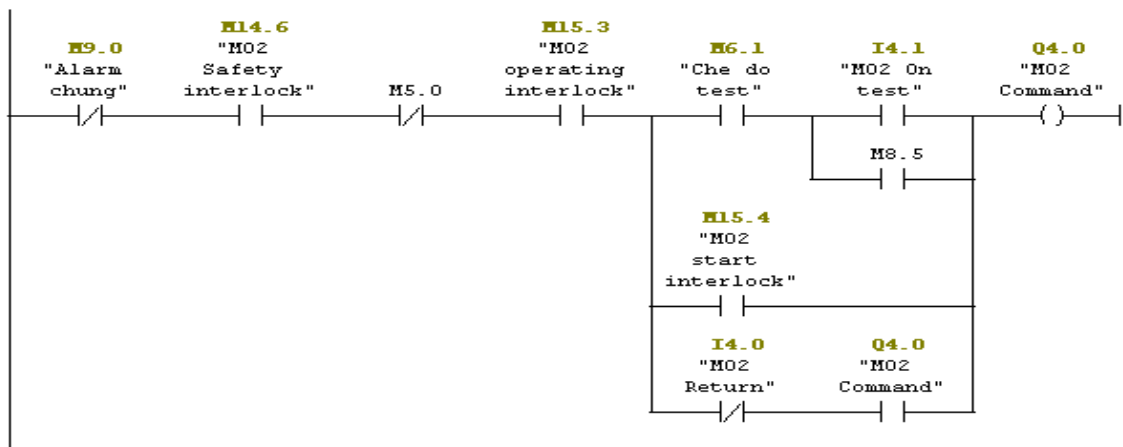 M9.0
"Alarm
chung"
M14.6
"M02
Safety
interlock"
M5.0
M15.3
"M02
operating
interlock"
M6.1
"Che do
test"
I4.1
"M02 On
test"
Q4.0
"M02
Command"
M8.5
M15.4
"M02
start
interlock"
I4.0
"M02
Return"
Q4.0
"M02
Command"